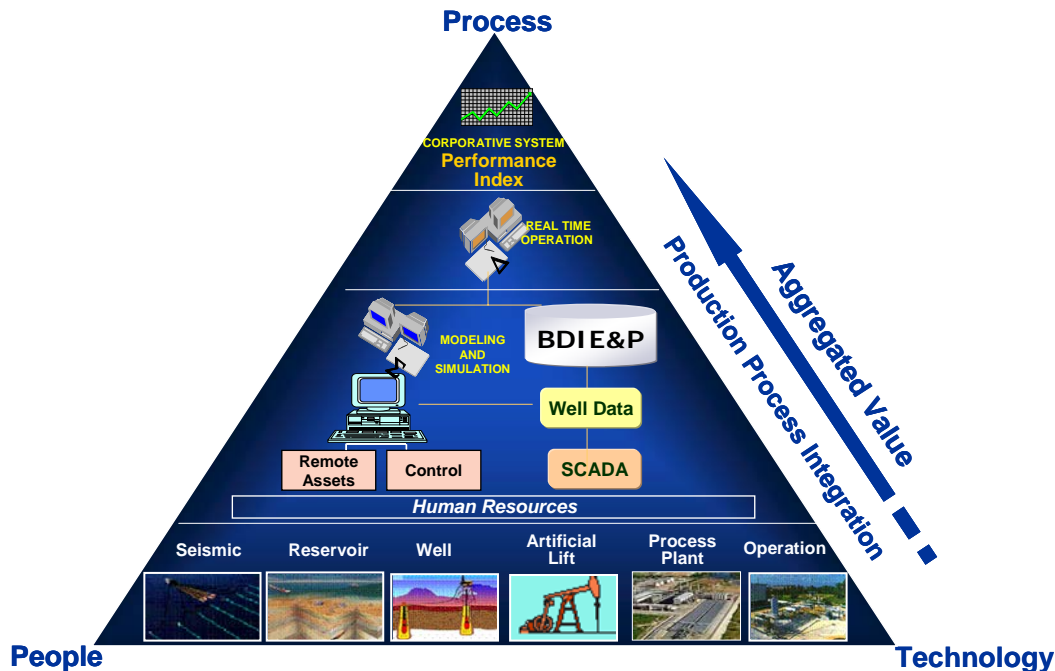 Process
CORPORATIVE SYSTEM
Performance
Index
REAL TIME
OPERATION
MODELING
AND
SIMULATION
BDIE&P
Well Data
Remote
Assets
Control
SCADA
Human Resources
Seismic
Reservoir
Well
Artificial
Lift
Process
Plant
Operation
Aggregated Value
Production Process Integration
People
Technology